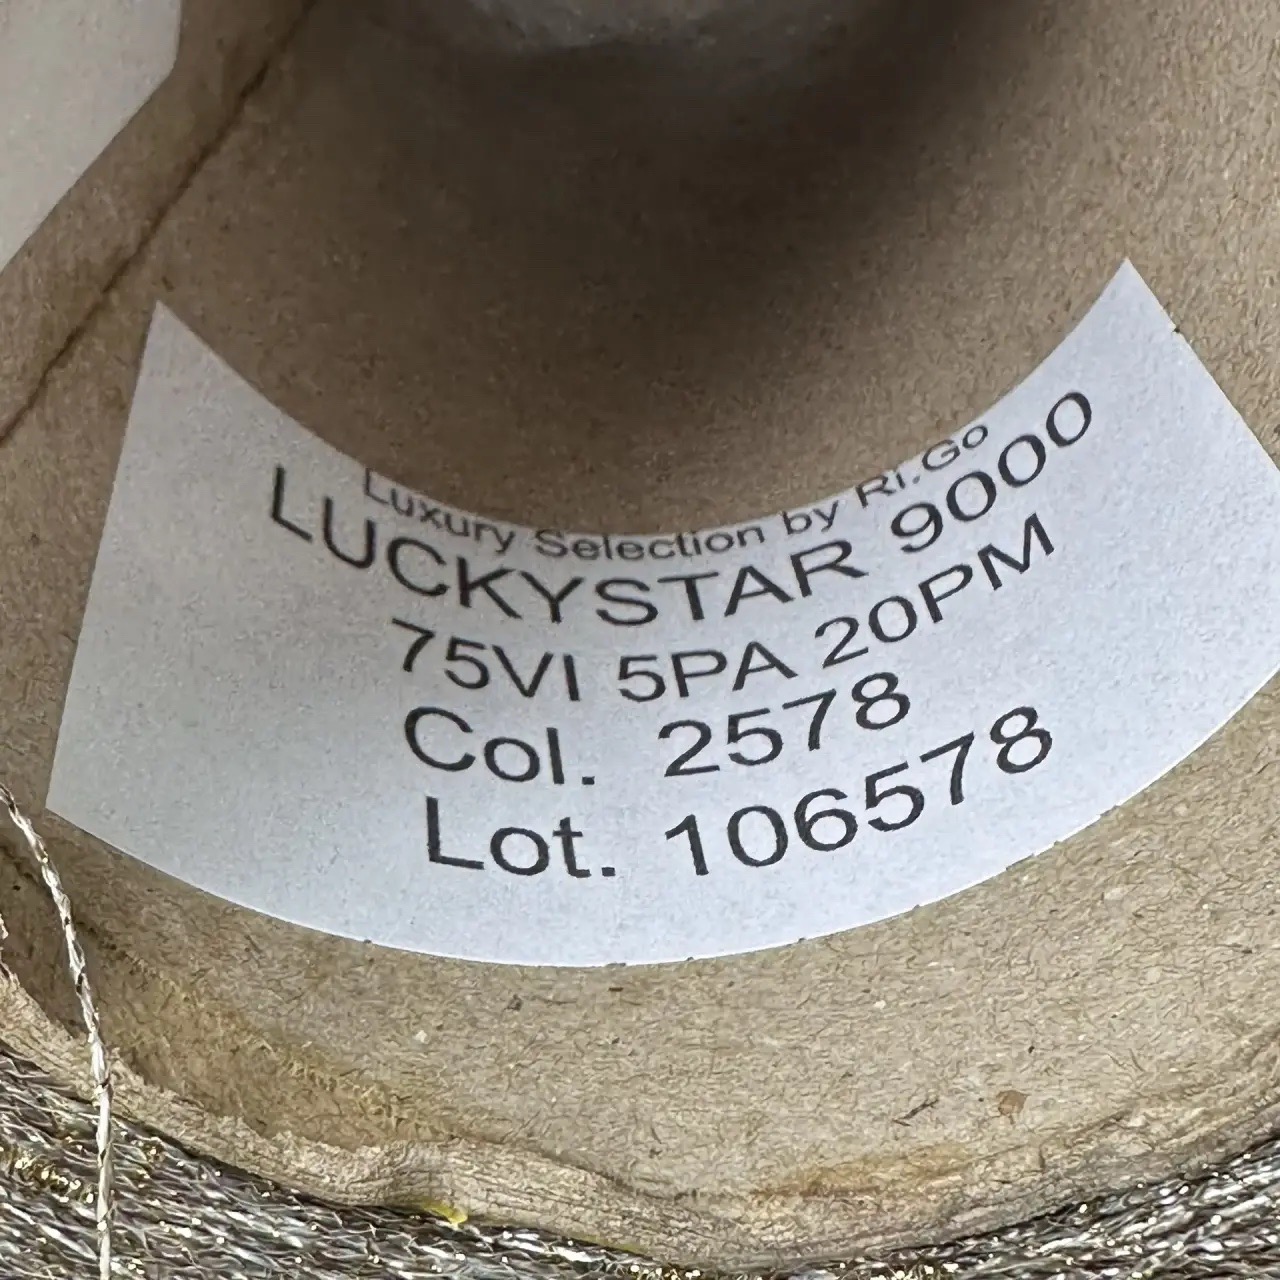 Luxury Selection by Ri.Go
LUCKYSTAR 9000
75VI 5PA 20PM
Col. 2578
Lot. 106578